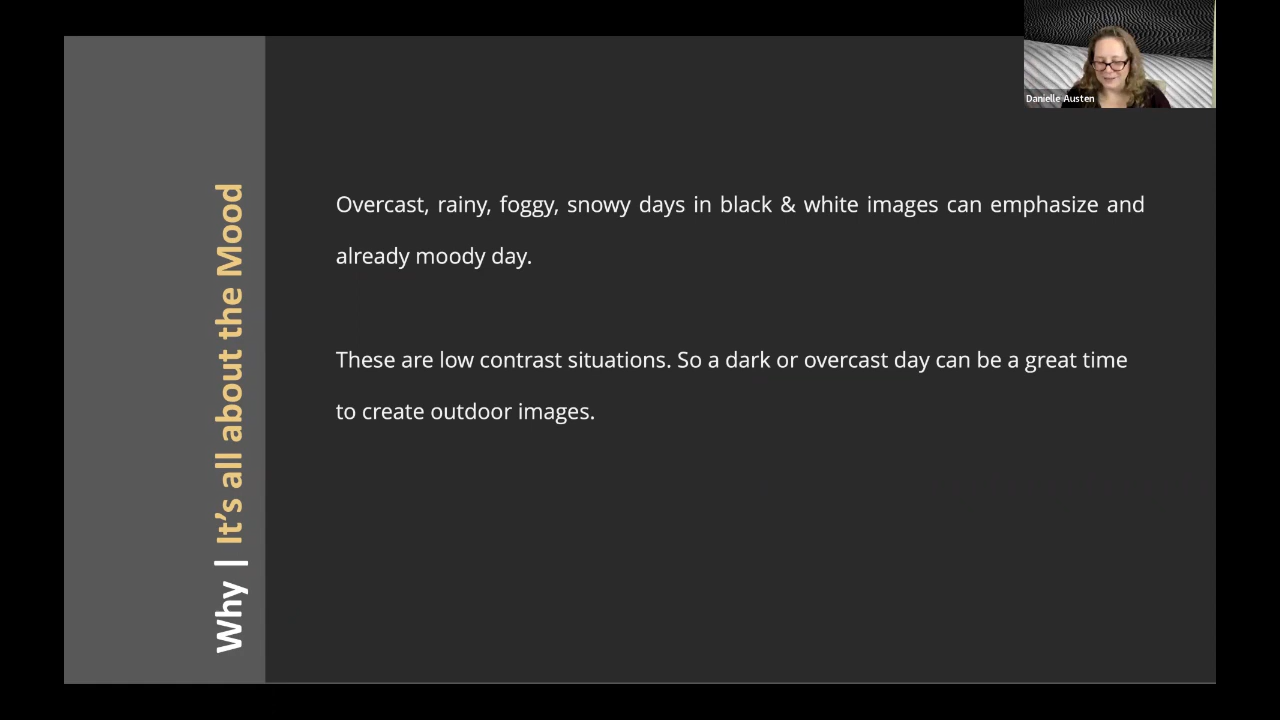 Danielle Austen
Why | It's all about the Mood
Overcast, rainy, foggy, snowy days in black & white images can emphasize and
already moody day.
These are low contrast situations. So a dark or overcast day can be a great time
to create outdoor images.